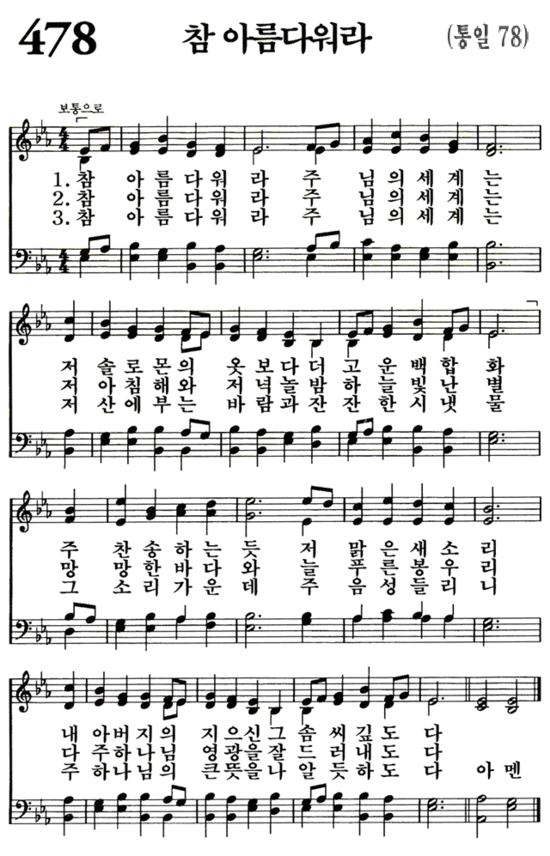 478 참 아름다워라 (통일 78)
보통으로
1. 참 아 름 다 워 라 주 님 의 세 계 는
2. 참 아 름 다 워 라 주 님 의 세 계 는
3. 참 아 름 다 워 라 주 님 의 세 계 는
저 솔 로 몬 의 옷 보 다 더 고 운 백 합 화
저 아 침 해 와 저 녁 놀 밤 하 늘 빛 난 별
저 산 에 부 는 바 람 과 잔 잔 한 시 냇 물
주 찬 송 하 는 듯 저 맑 은 새 소 리
망 망 한 바 다 와 늘 푸 른 봉 우 리
그 소 리 가 운 데 주 음 성 들 리 니
내 아 버 지 의 지 으 신 그 솜 씨 깊 도 다
다 주 하 나 님 영 광 을 잘 드 러 내 도 다
주 하 나 님 의 큰 뜻 을 나 알 듯 하 도 다 아 멘